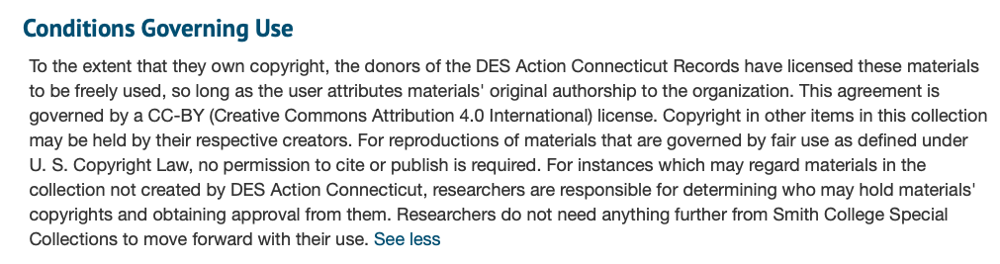 Conditions Governing Use
To the extent that they own copyright, the donors of the DES Action Connecticut Records have licensed these materials
to be freely used, so long as the user attributes materials' original authorship to the organization. This agreement is
governed by a CC-BY (Creative Commons Attribution 4.0 International) license. Copyright in other items in this collection
may be held by their respective creators. For reproductions of materials that are governed by fair use as defined under
U. S. Copyright Law, no permission to cite or publish is required. For instances which may regard materials in the
collection not created by DES Action Connecticut, researchers are responsible for determining who may hold materials'
copyrights and obtaining approval from them. Researchers do not need anything further from Smith College Special
Collections to move forward with their use. See less